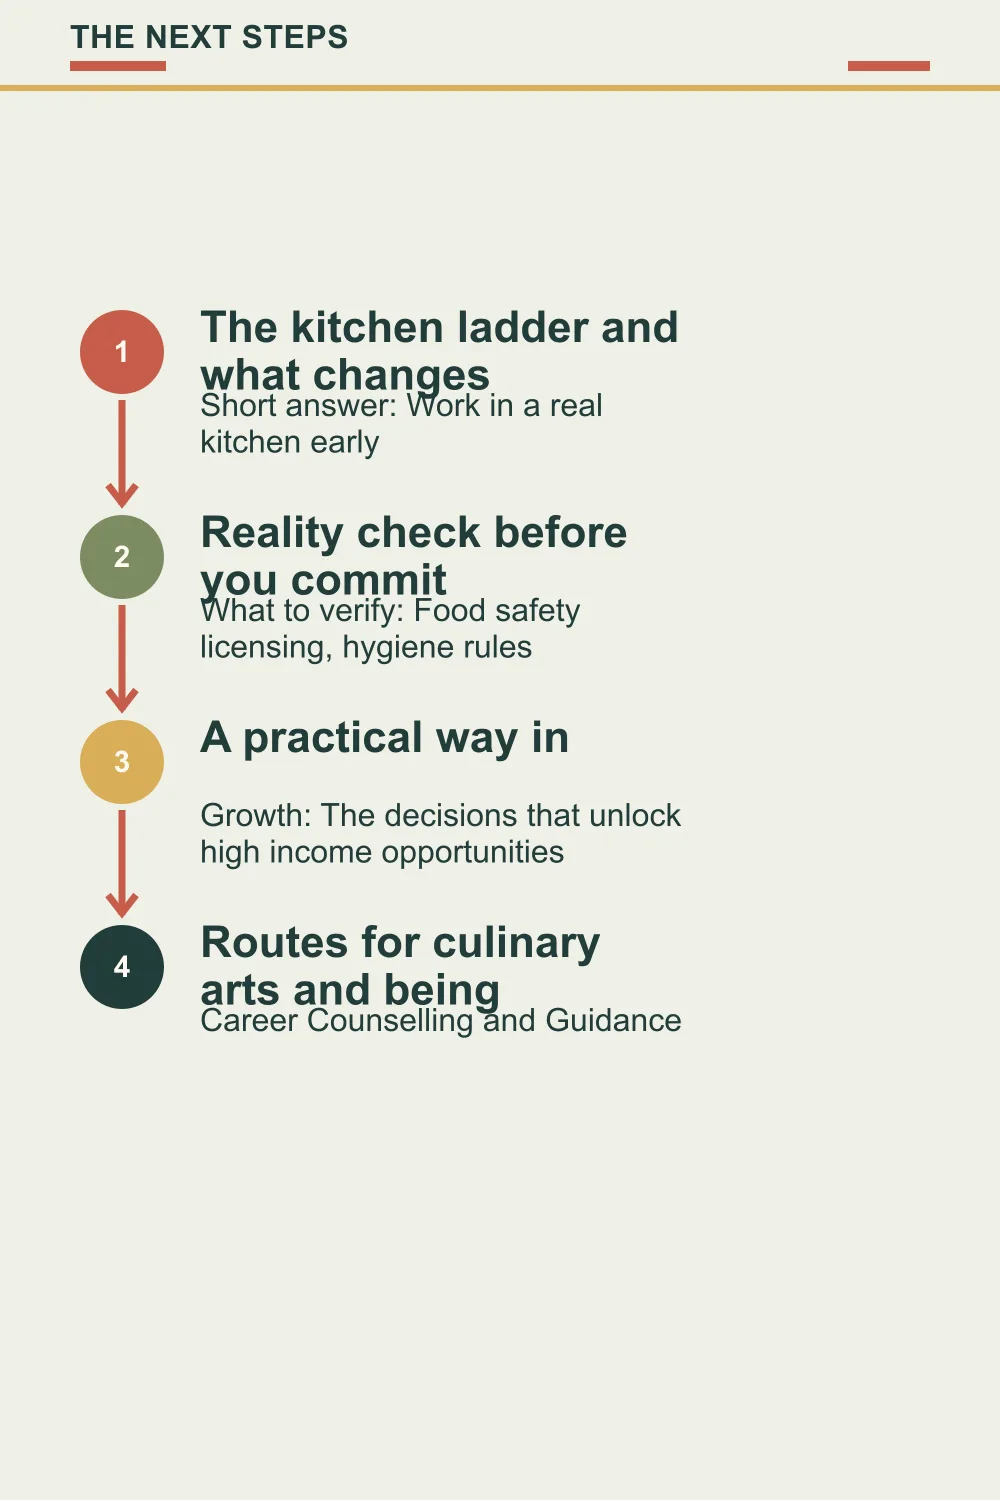 THE NEXT STEPS
1
The kitchen ladder and
what changes
Short answer: Work in a real
kitchen early
2
Reality check before
you commit
What to verify: Food safety
licensing, hygiene rules
3
A practical way in
Growth: The decisions that unlock
high income opportunities
4
Routes for culinary
arts and being
Career Counselling and Guidance